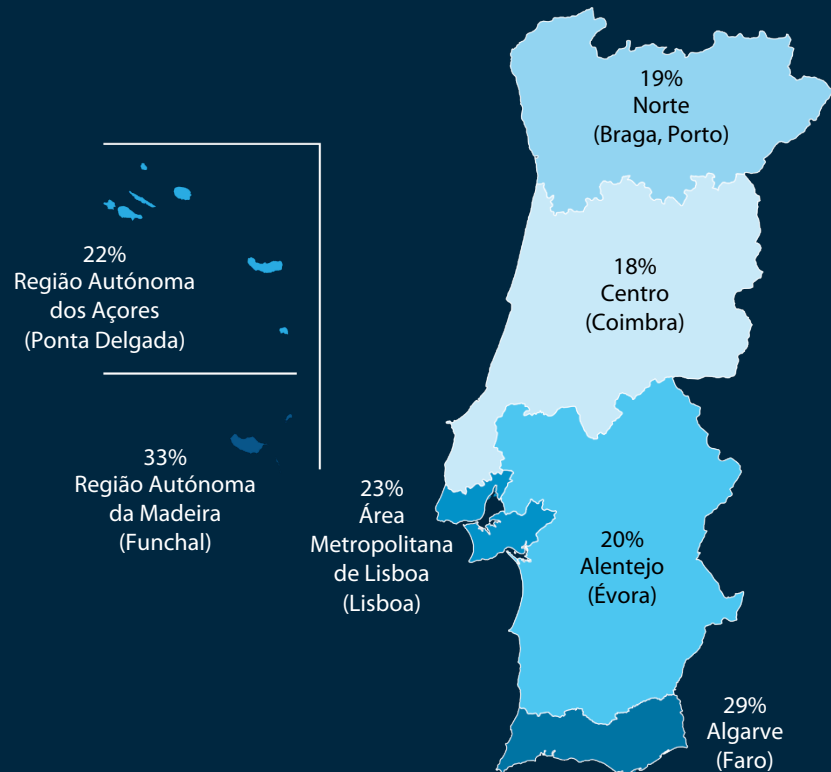 19%
Norte
(Braga, Porto)
22%
Região Autónoma
dos Açores
(Ponta Delgada)
18%
Centro
(Coimbra)
33%
Região Autónoma
da Madeira
(Funchal)
23%
Área
Metropolitana
de Lisboa
(Lisboa)
20%
Alentejo
(Évora)
29%
Algarve
(Faro)